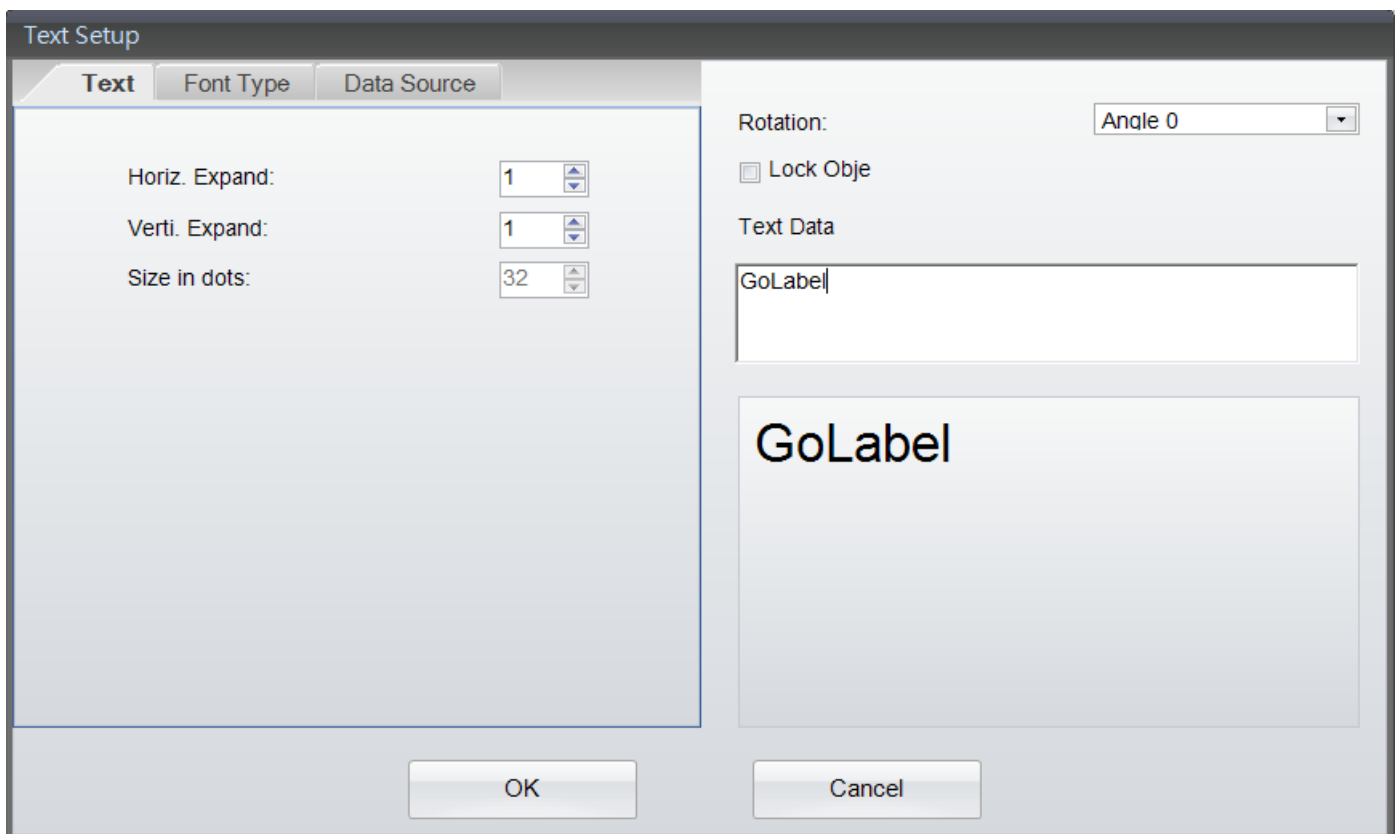 Text Setup
Text Font Type Data Source
Horiz. Expand: 1
Verti. Expand: 1
Size in dots: 32
Rotation: Angle 0
Lock Obje
Text Data
GoLabel
GoLabel
OK Cancel